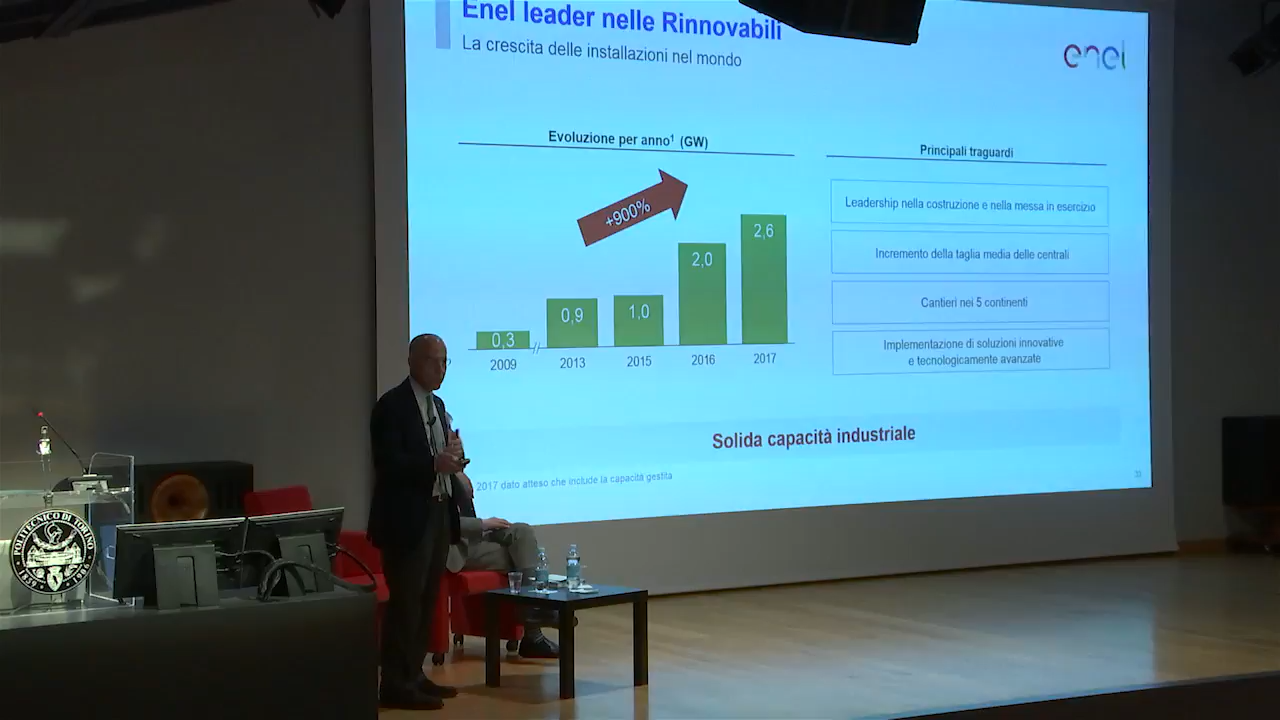 Enel leader nelle Rinnovabili
La crescita delle installazioni nel mondo
enel
Evoluzione per anno¹ (GW)
+900%
0,3
0,9
1,0
2,0
2,6
2009
2013
2015
2016
2017
Principali traguardi
Leadership nella costruzione e nella messa in esercizio
Incremento della taglia media delle centrali
Cantieri nei 5 continenti
Implementazione di soluzioni innovative
e tecnologicamente avanzate
Solida capacità industriale
2017 dato atteso che include la capacità gestita
POLITECNICO DI TORINO